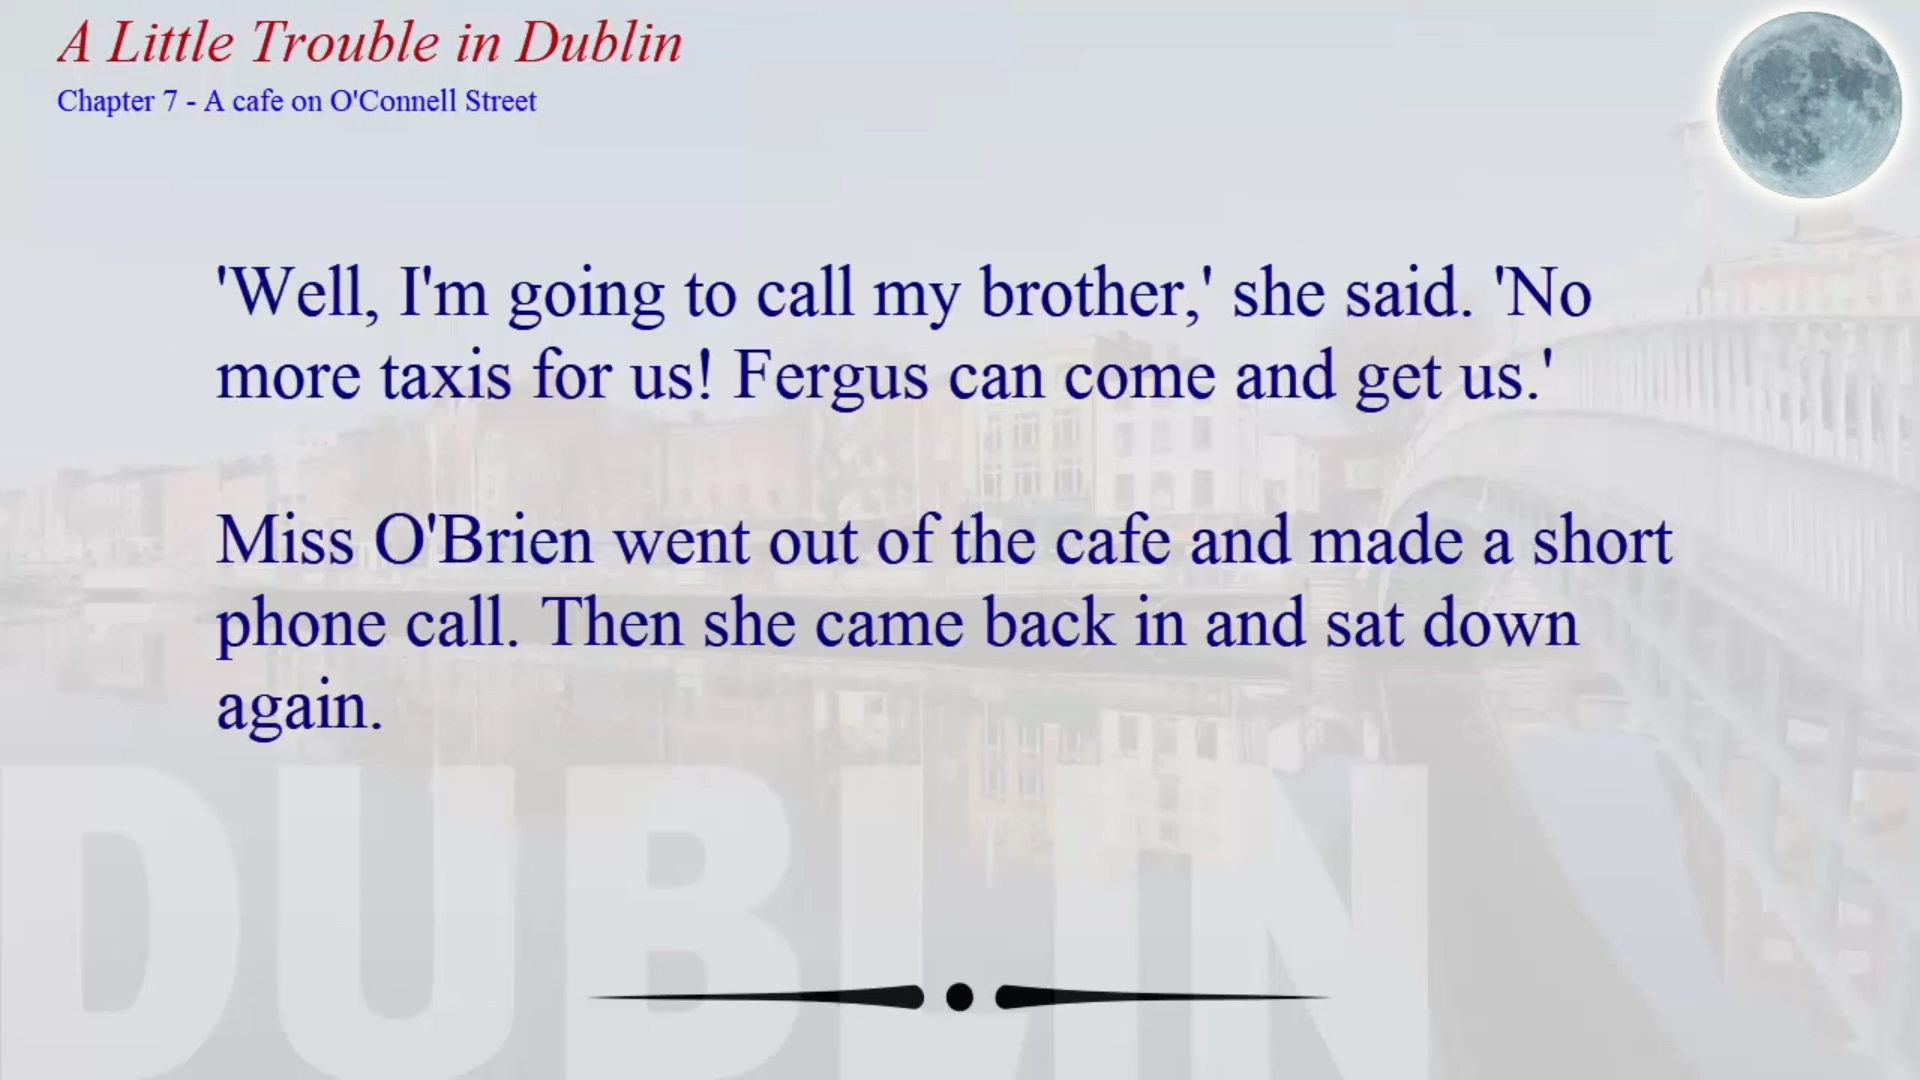 A Little Trouble in Dublin
Chapter 7 - A cafe on O'Connell Street
'Well, I'm going to call my brother,' she said. 'No
more taxis for us! Fergus can come and get us.'
Miss O'Brien went out of the cafe and made a short
phone call. Then she came back in and sat down
again.
DUBLIN